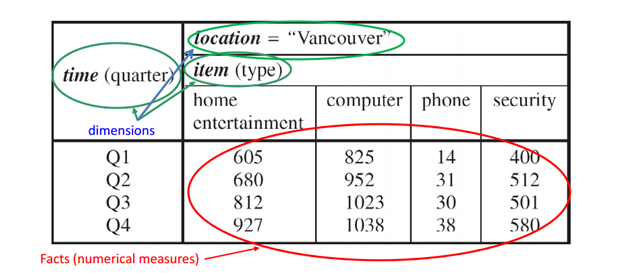 location = “Vancouver”
time (quarter) item (type)
home entertainment computer phone security
dimensions
Q1 605 825 14 400
Q2 680 952 31 512
Q3 812 1023 30 501
Q4 927 1038 38 580
Facts (numerical measures)